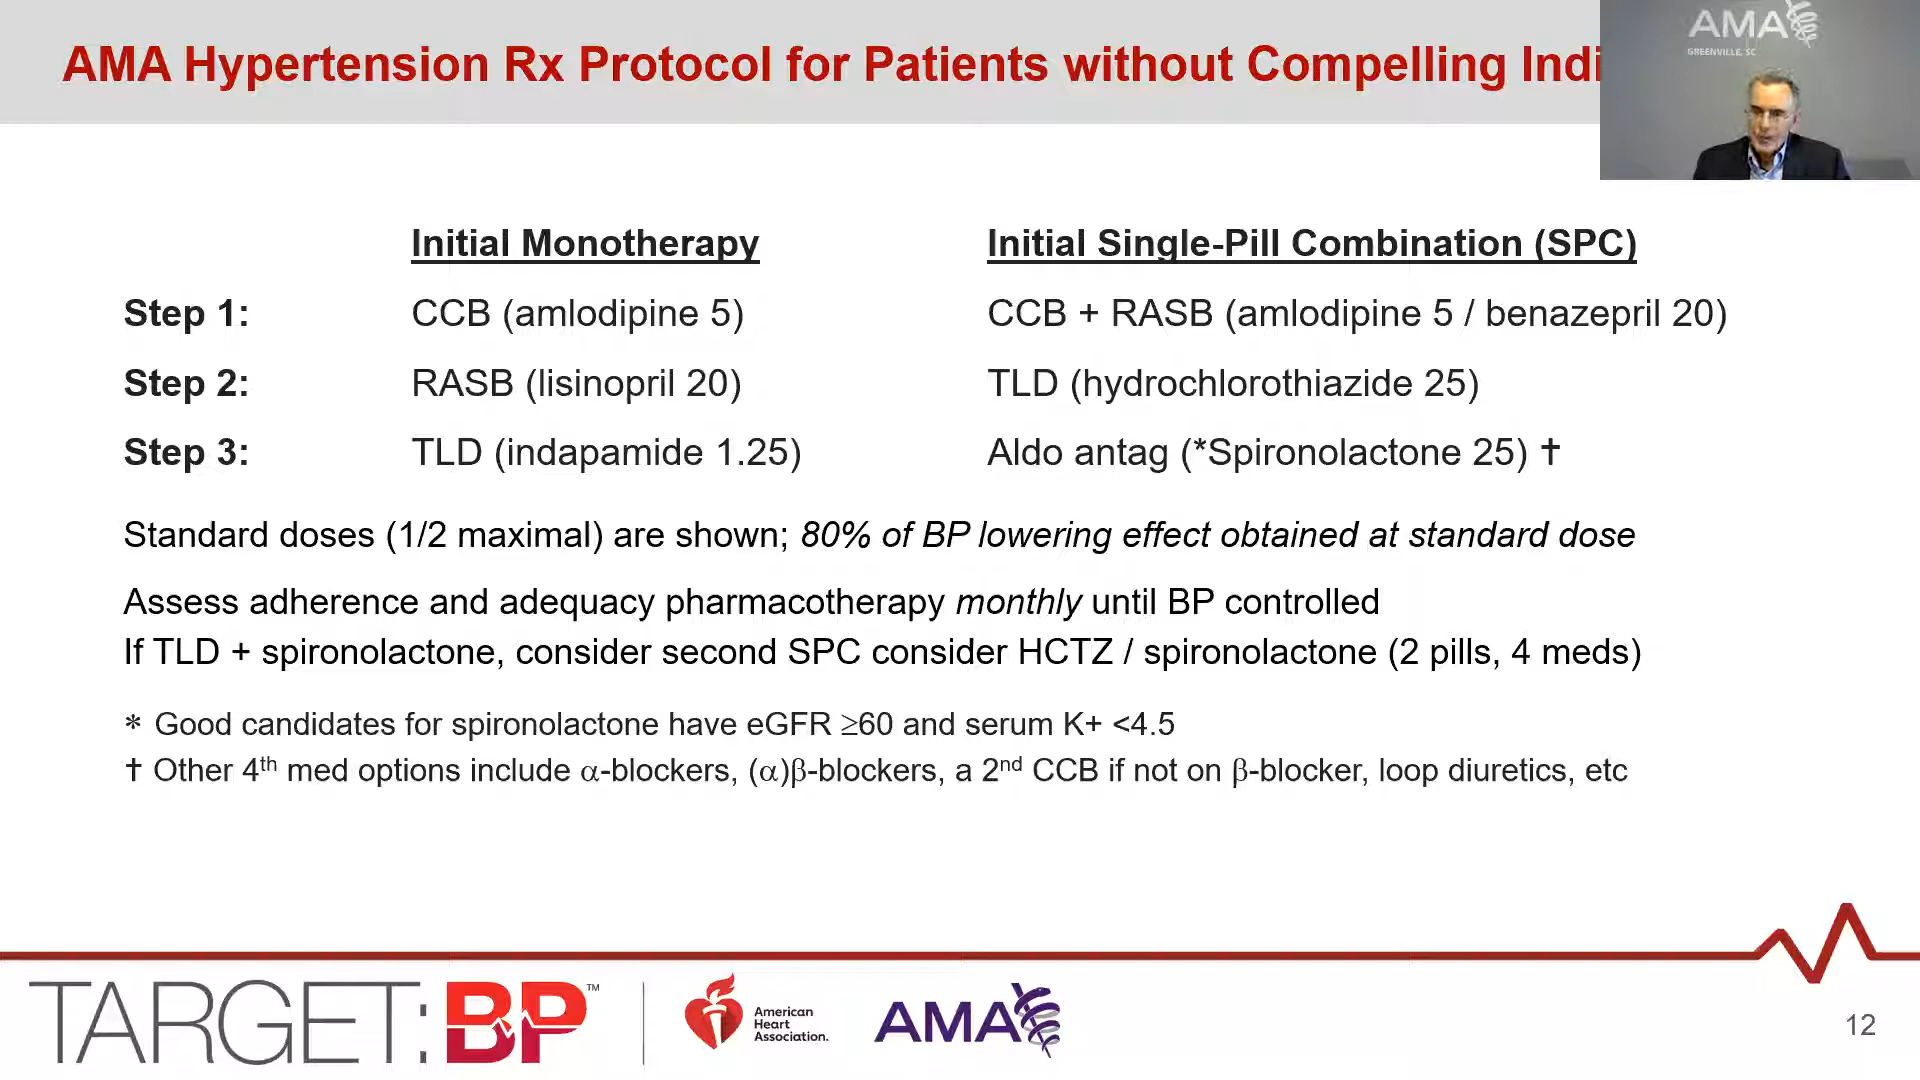 AMA Hypertension Rx Protocol for Patients without Compelling Indi
AMA
GREENVILLE, SC
Initial Monotherapy Initial Single-Pill Combination (SPC)
Step 1: CCB (amlodipine 5) CCB + RASB (amlodipine 5 / benazepril 20)
Step 2: RASB (lisinopril 20) TLD (hydrochlorothiazide 25)
Step 3: TLD (indapamide 1.25) Aldo antag (*Spironolactone 25) †
Standard doses (1/2 maximal) are shown; 80% of BP lowering effect obtained at standard dose
Assess adherence and adequacy pharmacotherapy monthly until BP controlled
If TLD + spironolactone, consider second SPC consider HCTZ / spironolactone (2 pills, 4 meds)
* Good candidates for spironolactone have eGFR ≥60 and serum K+ <4.5
† Other 4th med options include α-blockers, (α)β-blockers, a 2nd CCB if not on β-blocker, loop diuretics, etc
TARGET:BP™
American
Heart
Association.
AMA
12